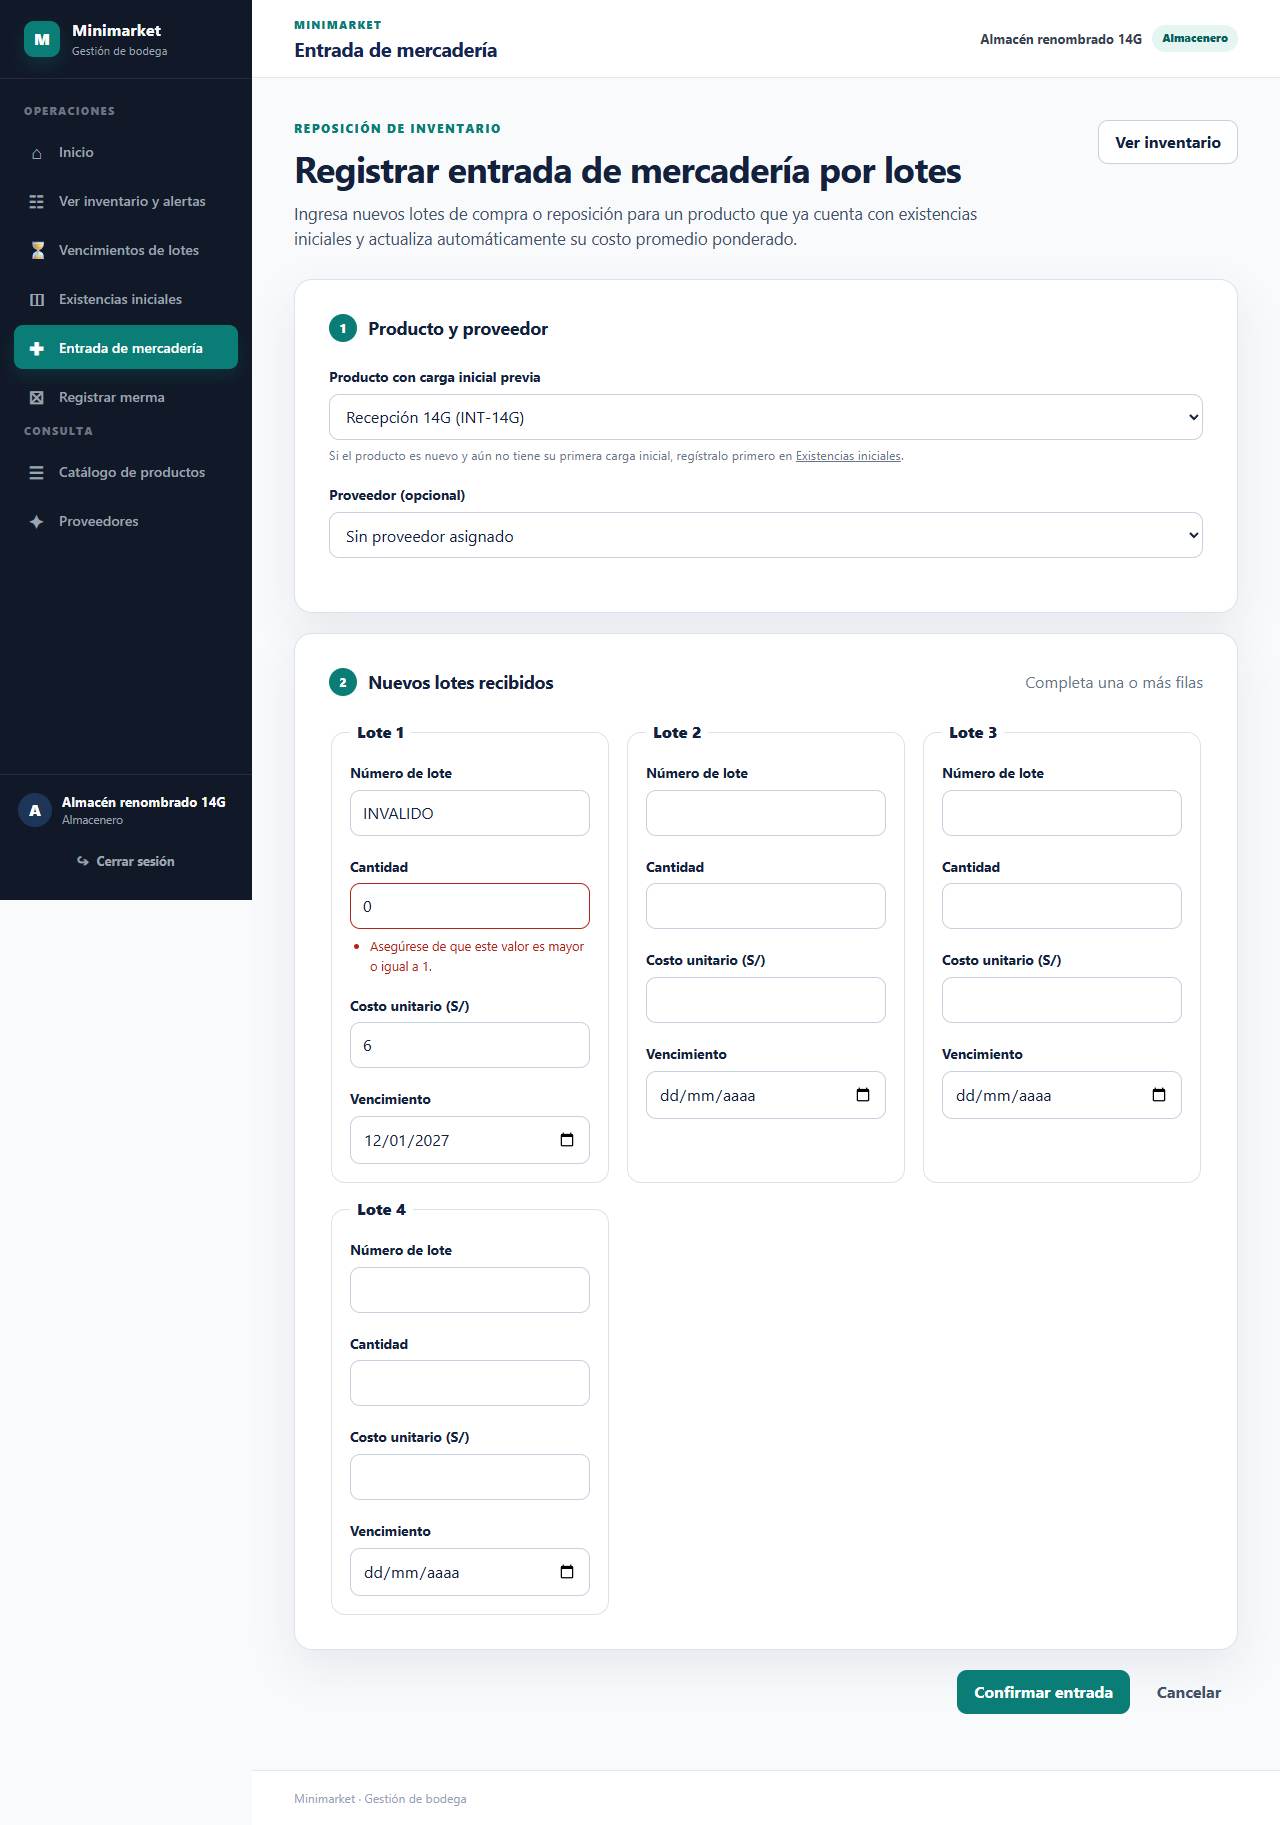 M
Minimarket
Gestión de bodega
OPERACIONES
Inicio
Ver inventario y alertas
Vencimientos de lotes
Existencias iniciales
Entrada de mercadería
Registrar merma
CONSULTA
Catálogo de productos
Proveedores
A
Almacén renombrado 14G
Almacenero
Cerrar sesión
MINIMARKET
Entrada de mercadería
Almacén renombrado 14G
Almacenero
REPOSICIÓN DE INVENTARIO
Registrar entrada de mercadería por lotes
Ingresa nuevos lotes de compra o reposición para un producto que ya cuenta con existencias
iniciales y actualiza automáticamente su costo promedio ponderado.
Ver inventario
1 Producto y proveedor
Producto con carga inicial previa
Recepción 14G (INT-14G)
Si el producto es nuevo y aún no tiene su primera carga inicial, regístralo primero en Existencias iniciales.
Proveedor (opcional)
Sin proveedor asignado
2 Nuevos lotes recibidos
Completa una o más filas
Lote 1
Número de lote
INVALIDO
Cantidad
0
Asegúrese de que este valor es mayor
o igual a 1.
Costo unitario (S/)
6
Vencimiento
12/01/2027
Lote 2
Número de lote
Cantidad
Costo unitario (S/)
Vencimiento
dd/mm/aaaa
Lote 3
Número de lote
Cantidad
Costo unitario (S/)
Vencimiento
dd/mm/aaaa
Lote 4
Número de lote
Cantidad
Costo unitario (S/)
Vencimiento
dd/mm/aaaa
Confirmar entrada
Cancelar
Minimarket · Gestión de bodega